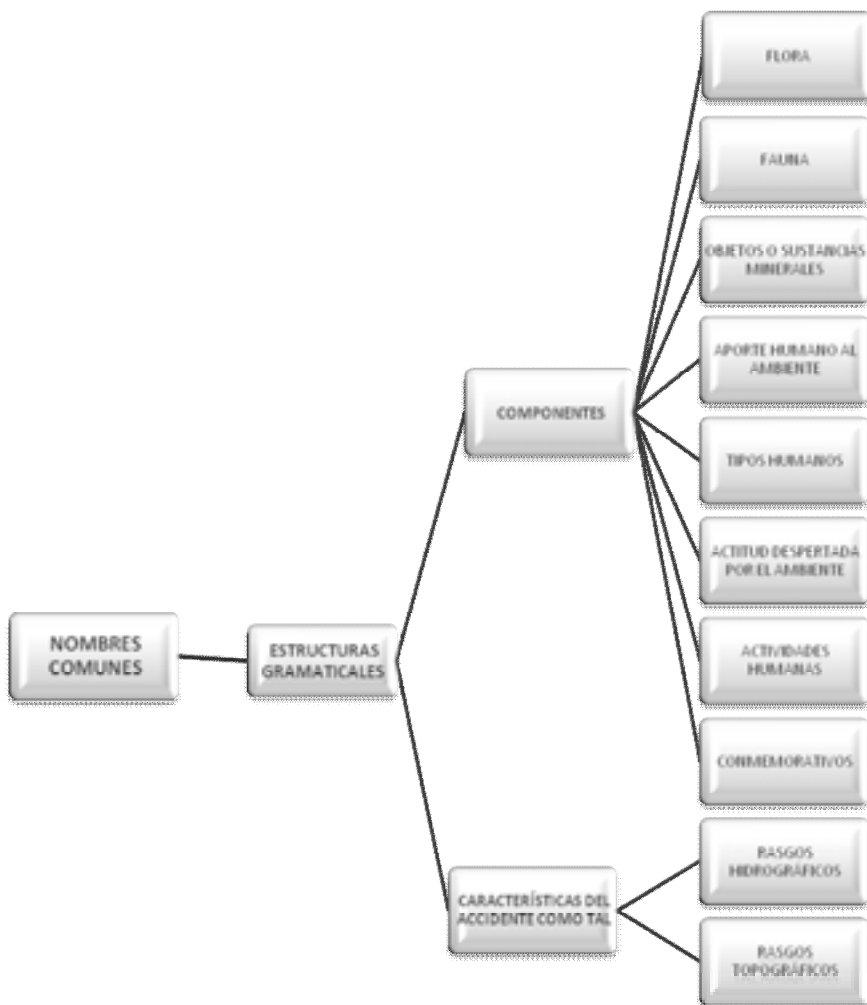 FLORA
FAUNA
OBJETOS O SUSTANCIAS
MINERALES
APORTE HUMANO AL
AMBIENTE
COMPONENTES
TIPOS HUMANOS
ACTITUD DESPERTADA
POR EL AMBIENTE
NOMBRES
COMUNES
ESTRUCTURAS
GRAMATICALES
ACTIVIDADES
HUMANAS
CONMEMORATIVOS
CARACTERÍSTICAS DEL
ACCIDENTE COMO TAL
RASGOS
HIDROGRÁFICOS
RASGOS
TOPOGRÁFICOS